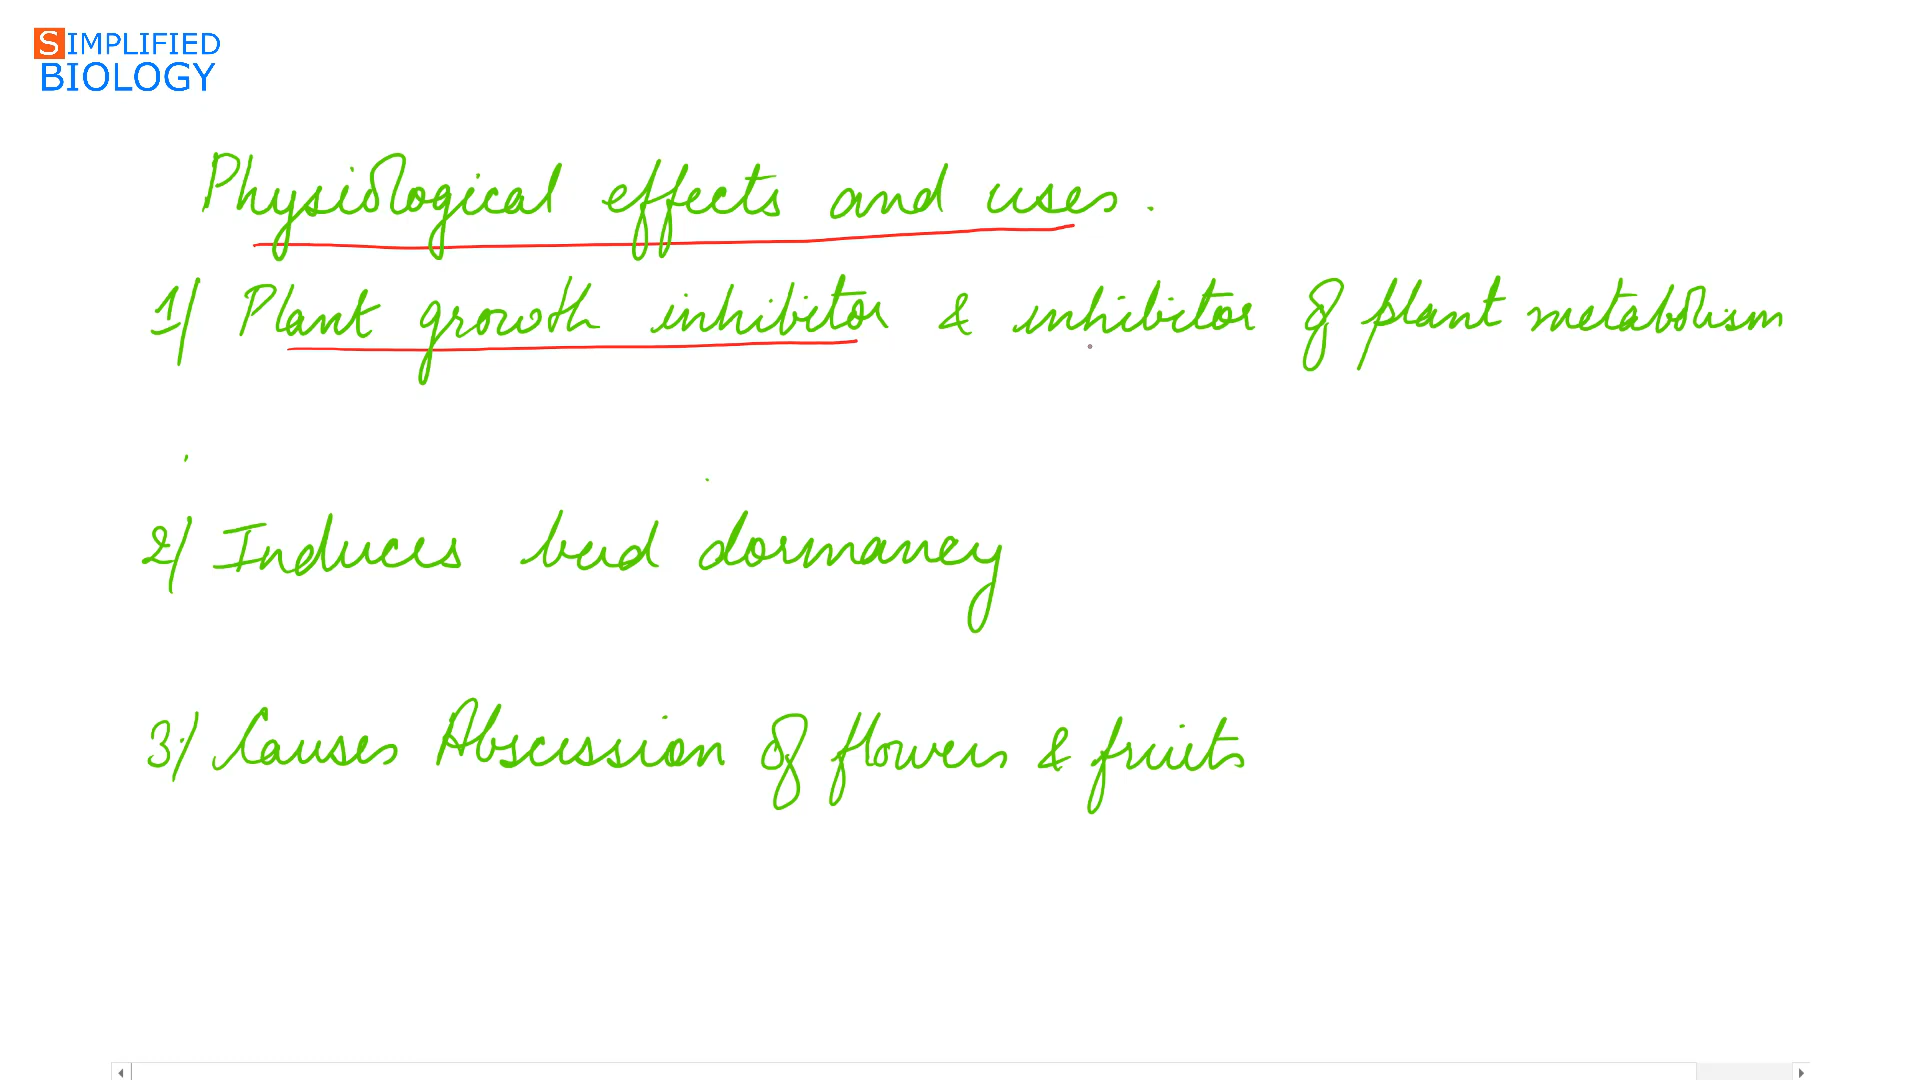 SIMPLIFIED
BIOLOGY
Physiological effects and uses.
1) Plant growth inhibitor & inhibitor of plant metabolism
2) Induces bud dormancy
3) Causes Abscission of flowers & fruits